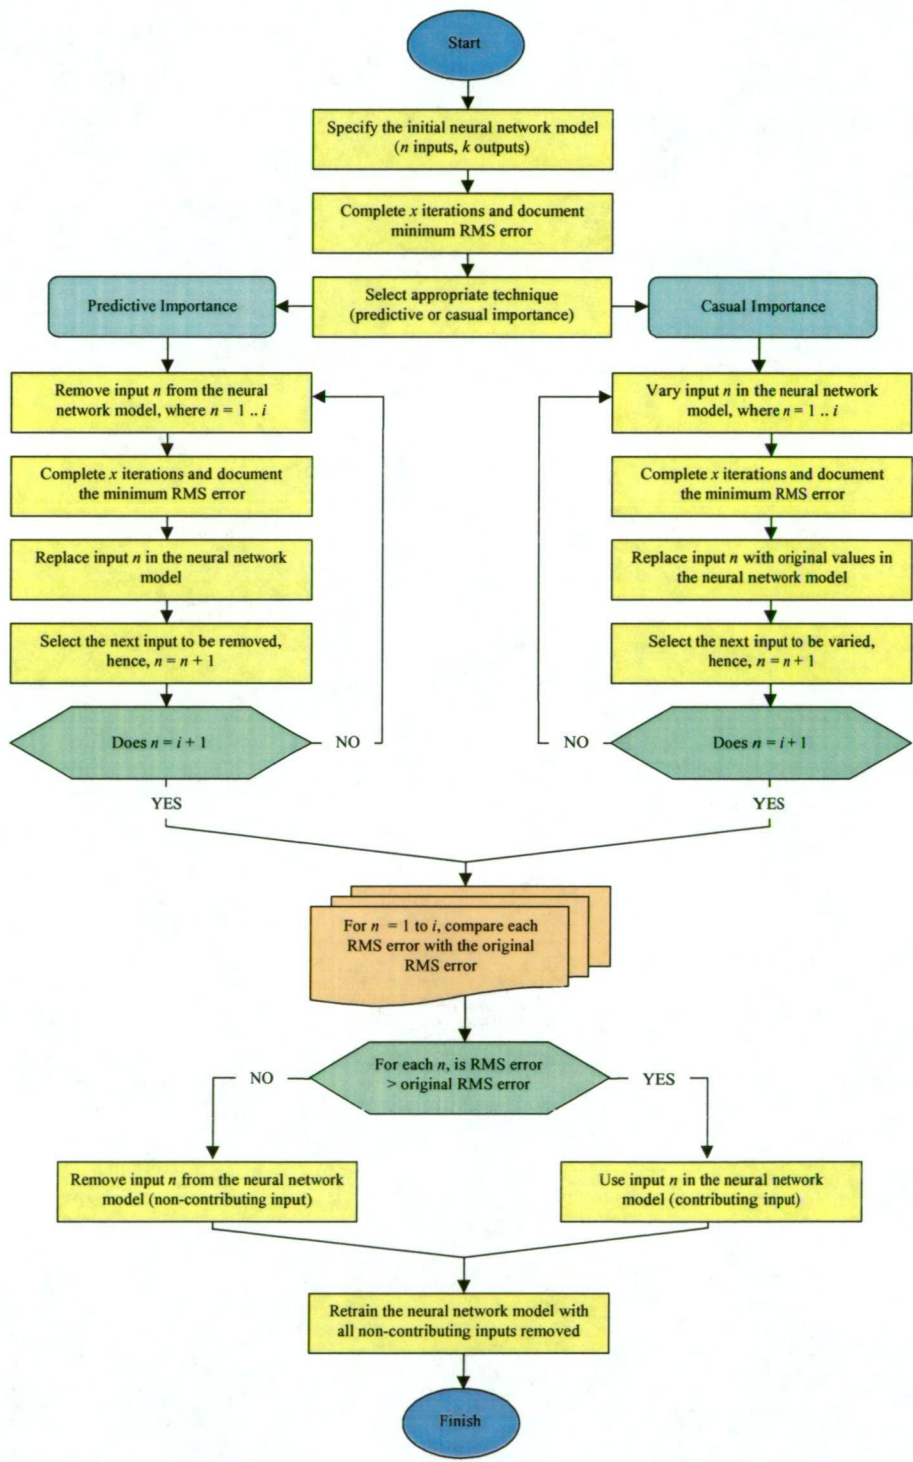 Start
Specify the initial neural network model
(n inputs, k outputs)
Complete x iterations and document
minimum RMS error
Select appropriate technique
(predictive or casual importance)
Predictive Importance
Casual Importance
Remove input n from the neural
network model, where n = 1 .. i
Complete x iterations and document
the minimum RMS error
Replace input n in the neural network
model
Select the next input to be removed,
hence, n = n + 1
Does n = i + 1
NO
YES
Vary input n in the neural network
model, where n = 1 .. i
Complete x iterations and document
the minimum RMS error
Replace input n with original values in
the neural network model
Select the next input to be varied,
hence, n = n + 1
Does n = i + 1
NO
YES
For n = 1 to i, compare each
RMS error with the original
RMS error
For each n, is RMS error
> original RMS error
NO
YES
Remove input n from the neural network
model (non-contributing input)
Use input n in the neural network
model (contributing input)
Retrain the neural network model with
all non-contributing inputs removed
Finish